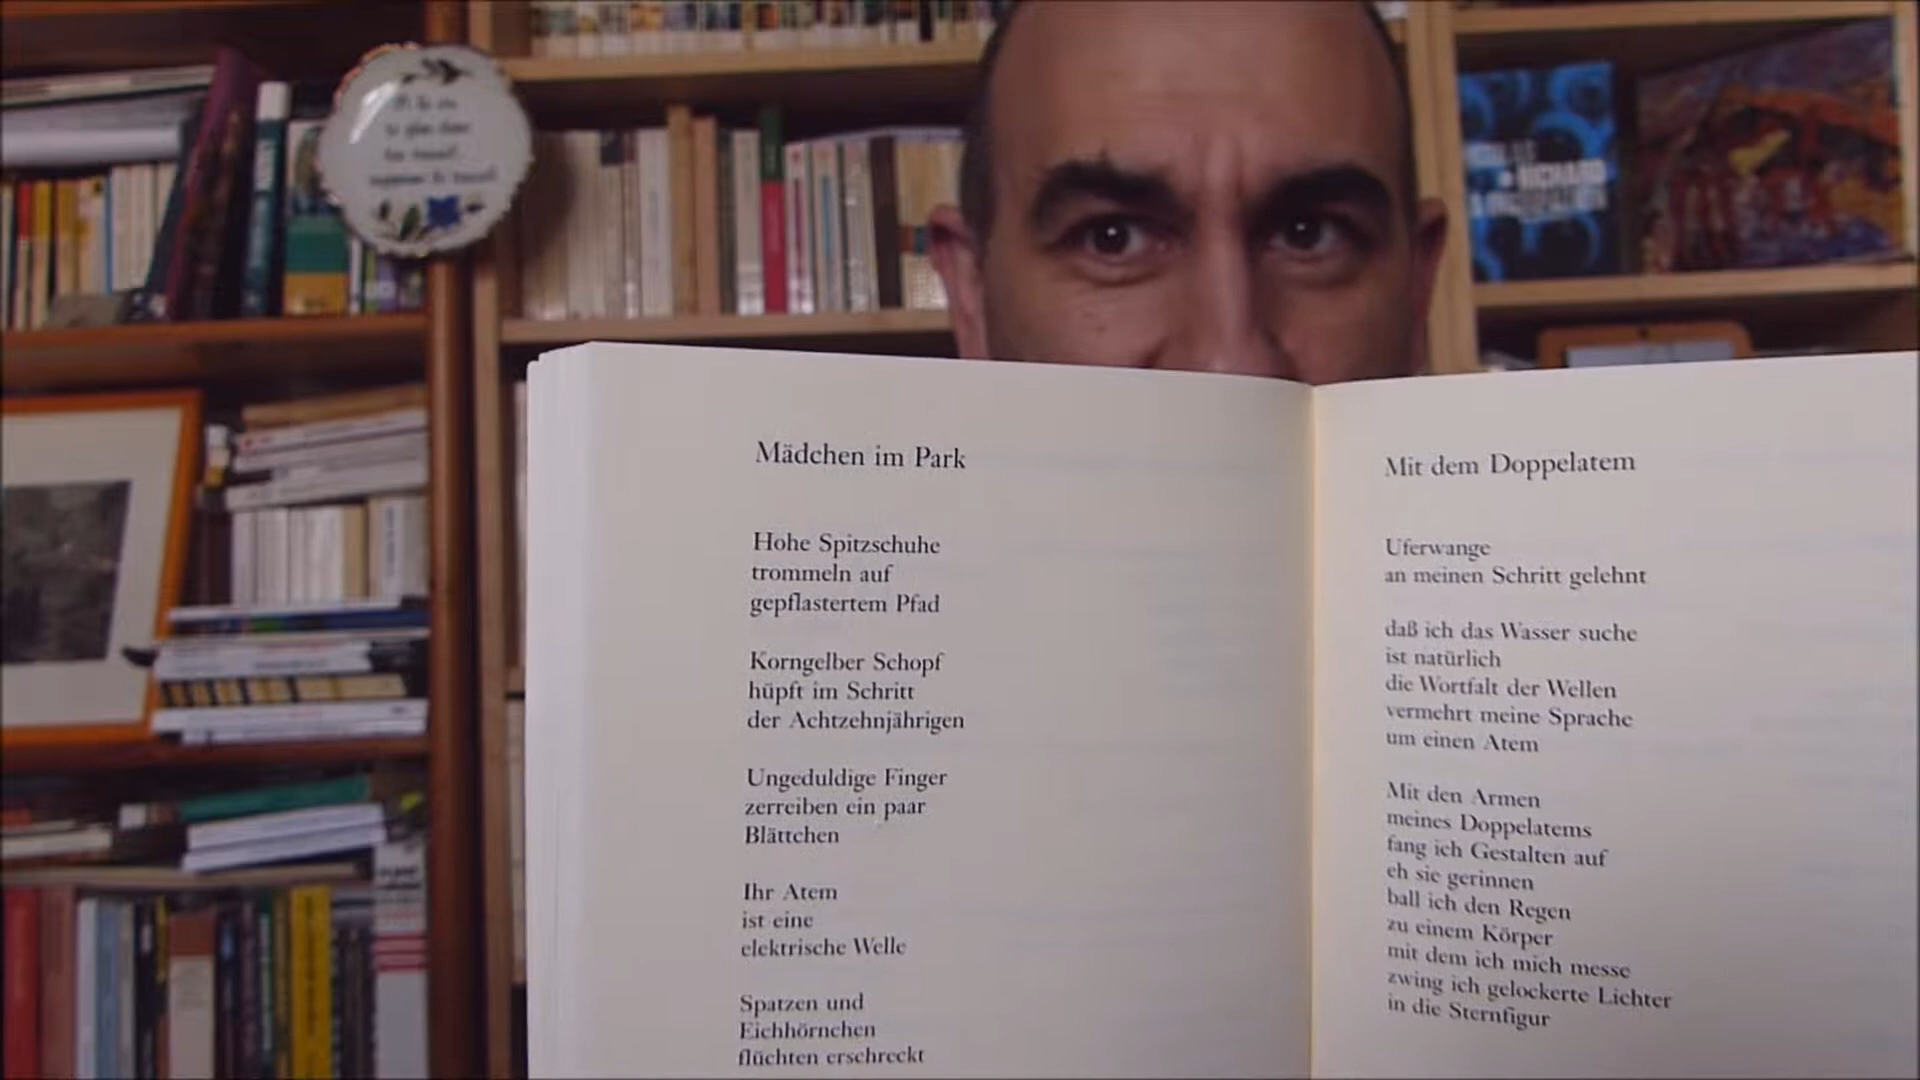 Mädchen im Park
Hohe Spitzschuhe
trommeln auf
gepflastertem Pfad
Korngelber Schopf
hüpft im Schritt
der Achtzehnjährigen
Ungeduldige Finger
zerreiben ein paar
Blättchen
Ihr Atem
ist eine
elektrische Welle
Spatzen und
Eichhörnchen
flüchten erschreckt
Mit dem Doppelatem
Uferwange
an meinen Schritt gelehnt
daß ich das Wasser suche
ist natürlich
die Wortfalt der Wellen
vermehrt meine Sprache
um einen Atem
Mit den Armen
meines Doppelatems
fang ich Gestalten auf
eh sie gerinnen
ball ich den Regen
zu einem Körper
mit dem ich mich messe
zwing ich gelockerte Lichter
in die Sternfigur
RICHARD